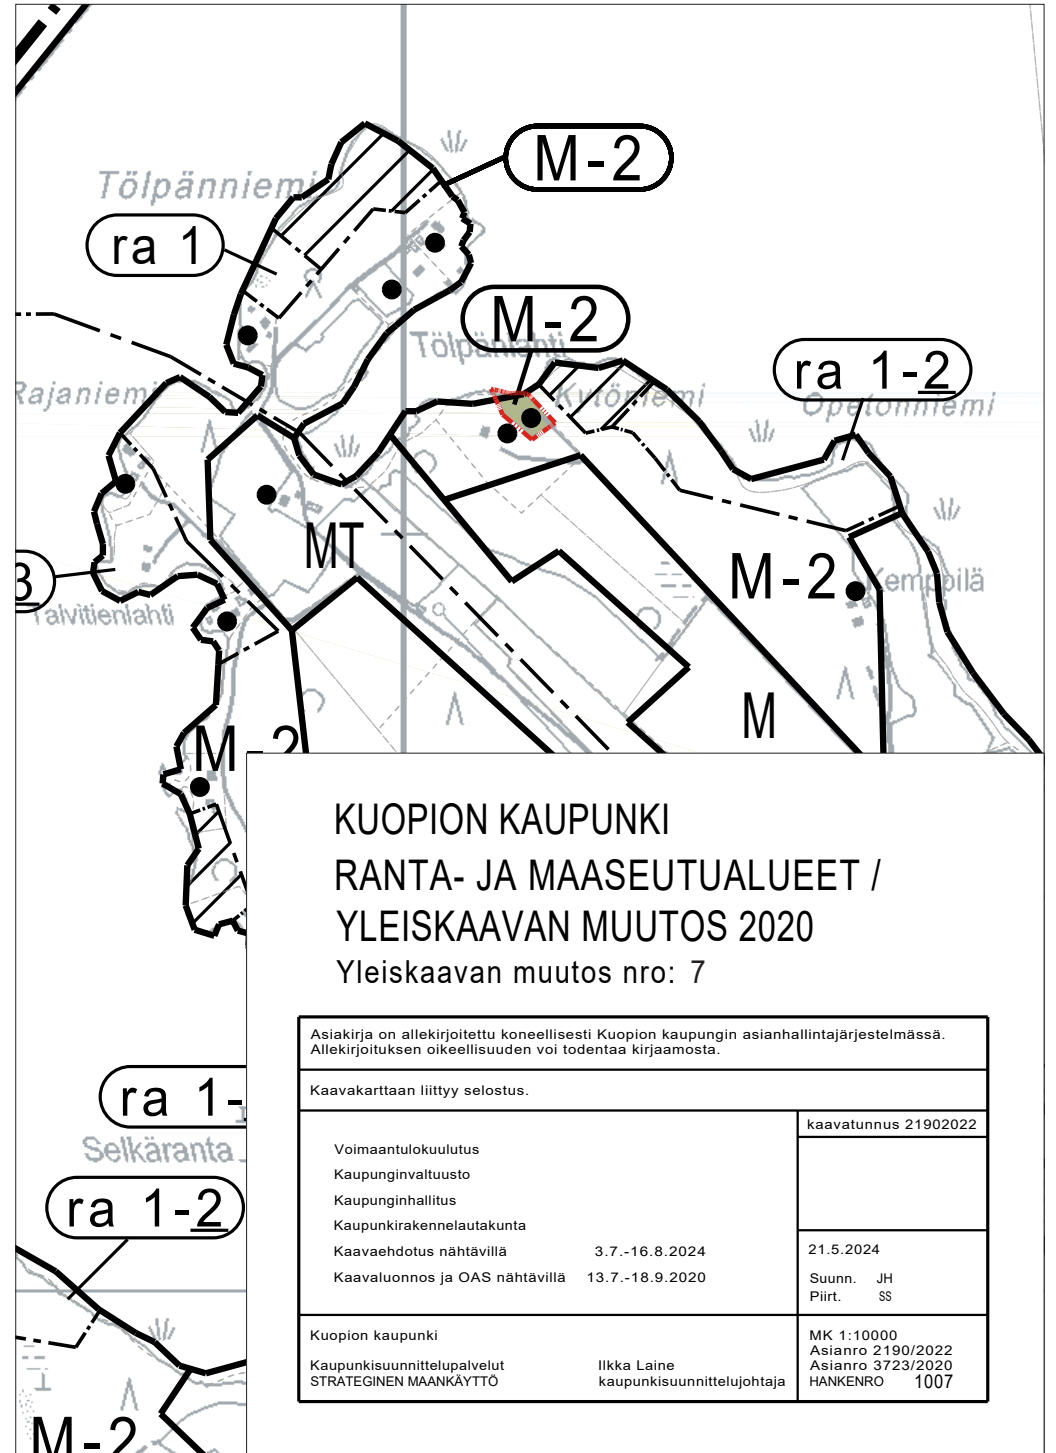 M-2
Tölpänniemi
ra 1
M-2
Tölpänlahti
ra 1-2
Rajaniemi
Kutöniemi
Opetonniemi
MT
M-2
Kemppilä
3
Talvitienlahti
M
M-2
KUOPION KAUPUNKI
RANTA- JA MAASEUTUALUEET /
YLEISKAAVAN MUUTOS 2020
Yleiskaavan muutos nro: 7
Asiakirja on allekirjoitettu koneellisesti Kuopion kaupungin asianhallintajärjestelmässä.
Allekirjoituksen oikeellisuuden voi todentaa kirjaamosta.
Kaavakarttaan liittyy selostus.
kaavatunnus 21902022
Voimaantulokuulutus
Kaupunginvaltuusto
Kaupunginhallitus
Kaupunkirakennelautakunta
Kaavaehdotus nähtävillä 3.7.-16.8.2024
Kaavaluonnos ja OAS nähtävillä 13.7.-18.9.2020
21.5.2024
Suunn. JH
Piirt. SS
Kuopion kaupunki
Kaupunkisuunnittelupalvelut Ilkka Laine
STRATEGINEN MAANKÄYTTÖ kaupunkisuunnittelujohtaja
MK 1:10000
Asianro 2190/2022
Asianro 3723/2020
HANKENRO 1007
ra 1-
Selkäranta
ra 1-2
M-2